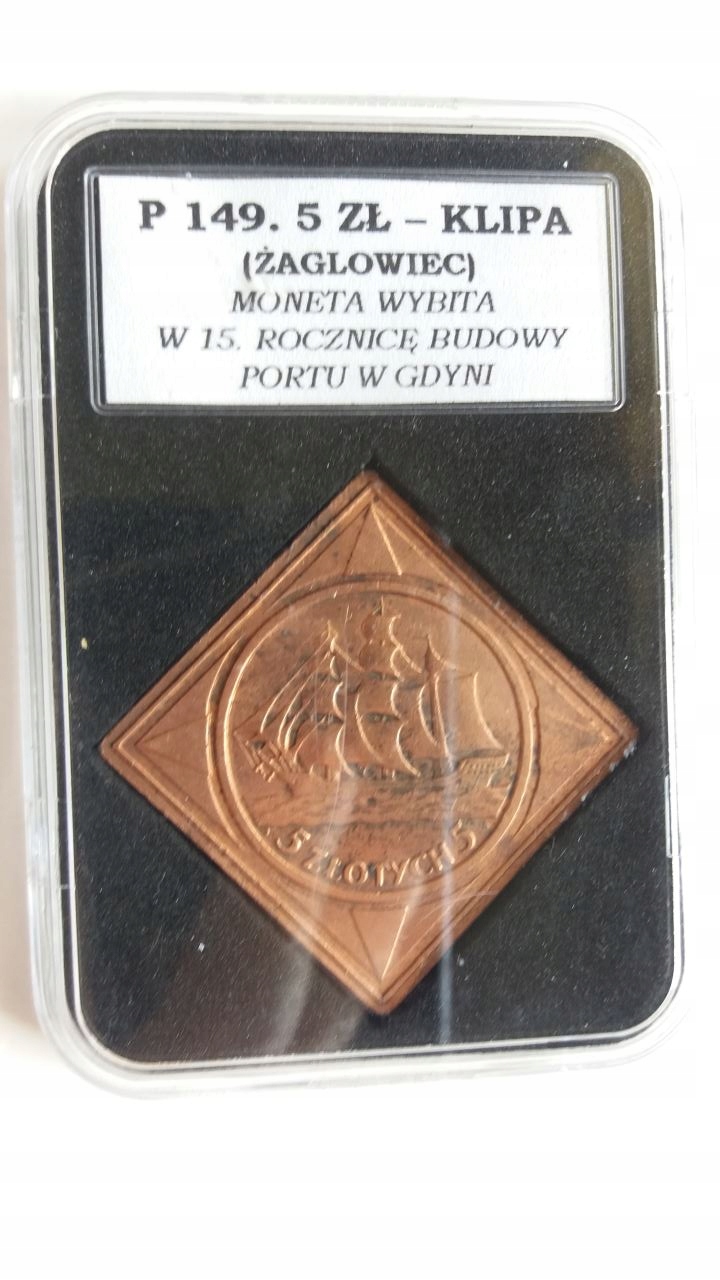 P 149. 5 ZŁ – KLIPA
(ŻAGLOWIEC)
MONETA WYBITA
W 15. ROCZNICĘ BUDOWY
PORTU W GDYNI
5 ZŁOTYCH 5